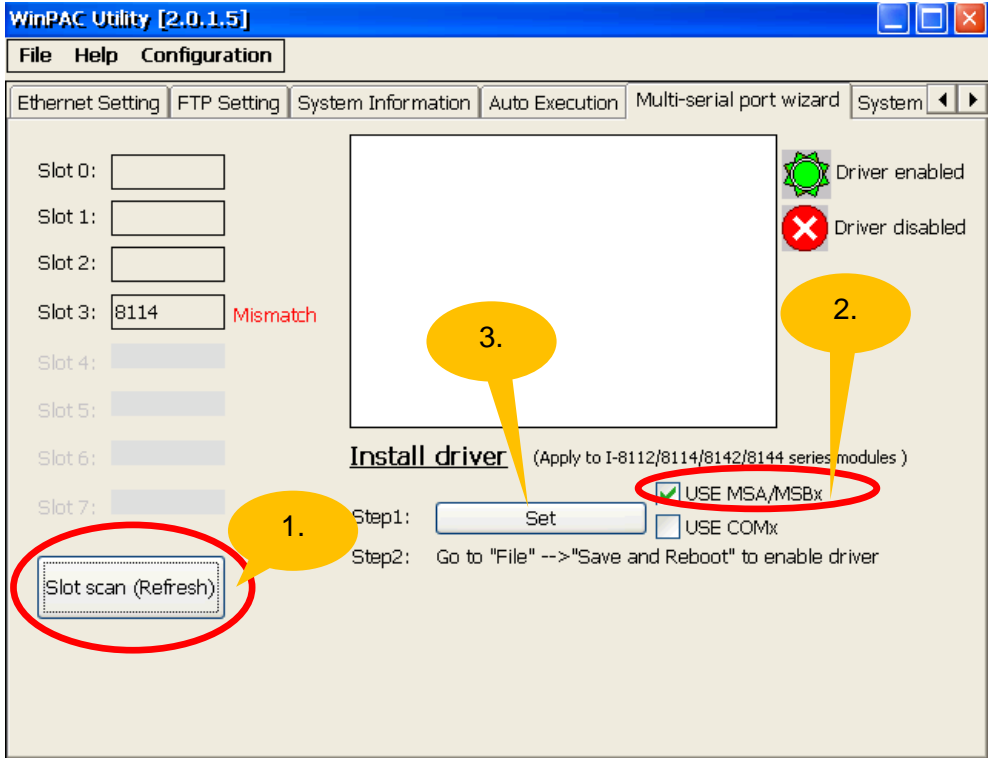 WinPAC Utility [2.0.1.5]
File Help Configuration
Ethernet Setting FTP Setting System Information Auto Execution Multi-serial port wizard System
Slot 0:
Driver enabled
Slot 1:
Driver disabled
Slot 2:
Slot 3: 8114 Mismatch
2.
3.
Slot 4:
Slot 5:
Slot 6:
Install driver (Apply to I-8112/8114/8142/8144 series modules )
USE MSA/MSBx
Slot 7:
1.
Step1: Set
USE COMx
Step2: Go to "File" -->"Save and Reboot" to enable driver
Slot scan (Refresh)